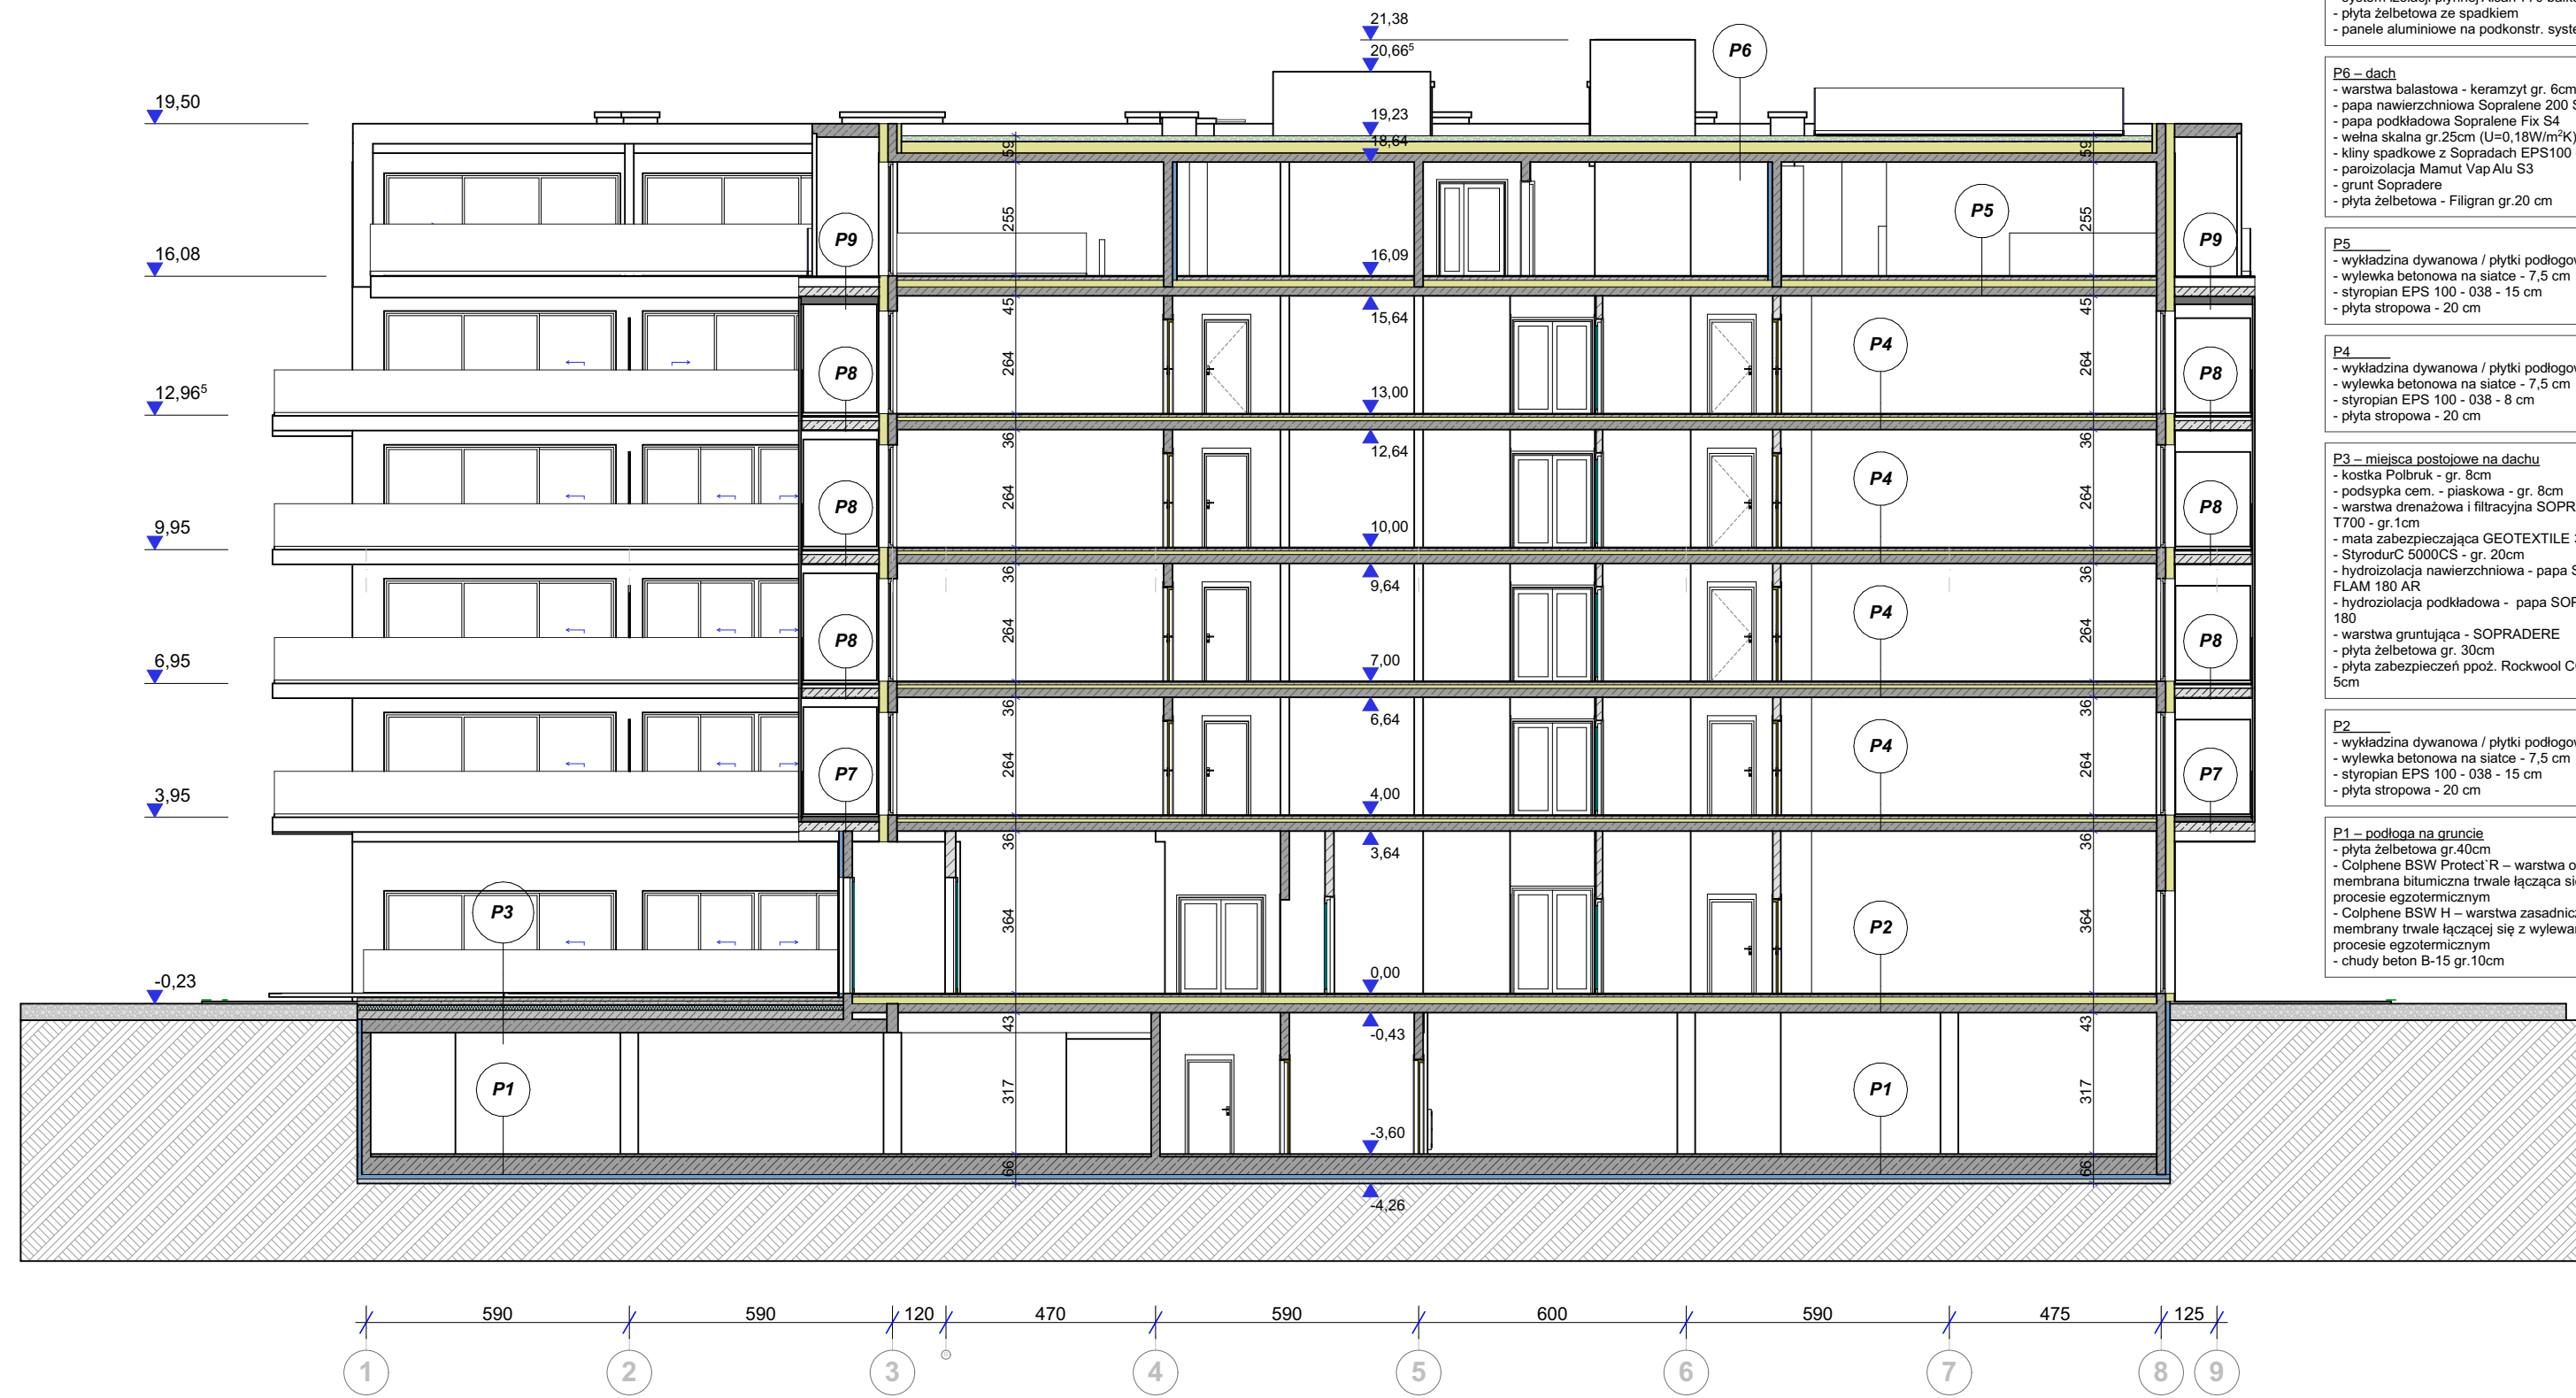 21,38
20,66⁵
19,50
19,23
18,64
16,08
16,09
15,64
12,96⁵
13,00
12,64
9,95
10,00
9,64
6,95
7,00
6,64
3,95
4,00
3,64
-0,23
0,00
-0,43
-3,60
-4,26
59
255
45
264
36
264
36
264
36
264
36
364
43
317
66
59
255
45
264
36
264
36
264
36
264
36
364
43
317
66
P6
P5
P9
P9
P8
P4
P8
P8
P4
P8
P8
P4
P8
P7
P4
P7
P3
P2
P1
P1
590 590 120 470 590 600 590 475 125
1 2 3 4 5 6 7 8 9
- płyta żelbetowa ze spadkiem
- panele aluminiowe na podkonstr.
P6 – dach
- warstwa balastowa - keramzyt gr. 6cm
- papa nawierzchniowa Sopralene 200
- papa podkładowa Sopralene Fix S4
- wełna skalna gr.25cm (U=0,18W/m²K)
- kliny spadkowe z Sopradach EPS100
- paroizolacja Mamut Vap Alu S3
- grunt Sopradere
- płyta żelbetowa - Filigran gr.20 cm
P5
- wykładzina dywanowa / płytki
- wylewka betonowa na siatce - 7,5 cm
- styropian EPS 100 - 038 - 15 cm
- płyta stropowa - 20 cm
P4
- wykładzina dywanowa / płytki
- wylewka betonowa na siatce - 7,5 cm
- styropian EPS 100 - 038 - 8 cm
- płyta stropowa - 20 cm
P3 – miejsca postojowe na dachu
- kostka Polbruk - gr. 8cm
- podsypka cem. - piaskowa - gr. 8cm
- warstwa drenażowa i filtracyjna
T700 - gr.1cm
- mata zabezpieczająca GEOTEXTILE
- StyrodurC 5000CS - gr. 20cm
- hydroizolacja nawierzchniowa - papa
FLAM 180 AR
- hydroziolacja podkładowa - papa
180
- warstwa gruntująca - SOPRADERE
- płyta żelbetowa gr. 30cm
- płyta zabezpieczeń ppoż. Rockwool
5cm
P2
- wykładzina dywanowa / płytki
- wylewka betonowa na siatce - 7,5 cm
- styropian EPS 100 - 038 - 15 cm
- płyta stropowa - 20 cm
P1 – podłoga na gruncie
- płyta żelbetowa gr.40cm
- Colphene BSW Protect`R – warstwa
membrana bitumiczna trwale łącząca
procesie egzotermicznym
- Colphene BSW H – warstwa
membrany trwale łączącej się z
procesie egzotermicznym
- chudy beton B-15 gr.10cm